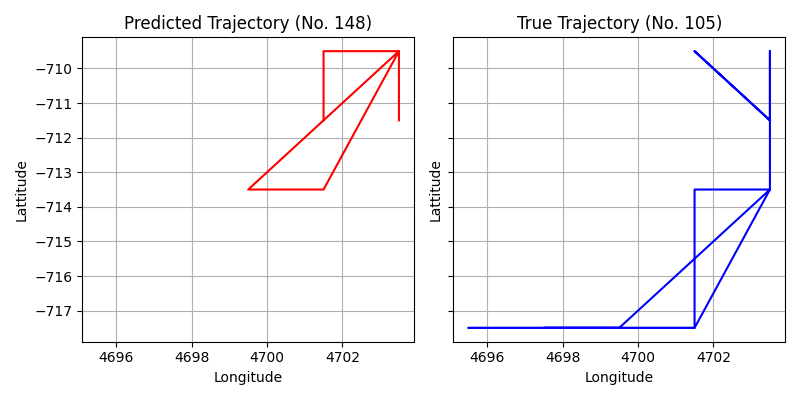 Predicted Trajectory (No. 148)
True Trajectory (No. 105)
−710
−711
−712
−713
−714
−715
−716
−717
Lattitude
Lattitude
4696
4698
4700
4702
4696
4698
4700
4702
Longitude
Longitude